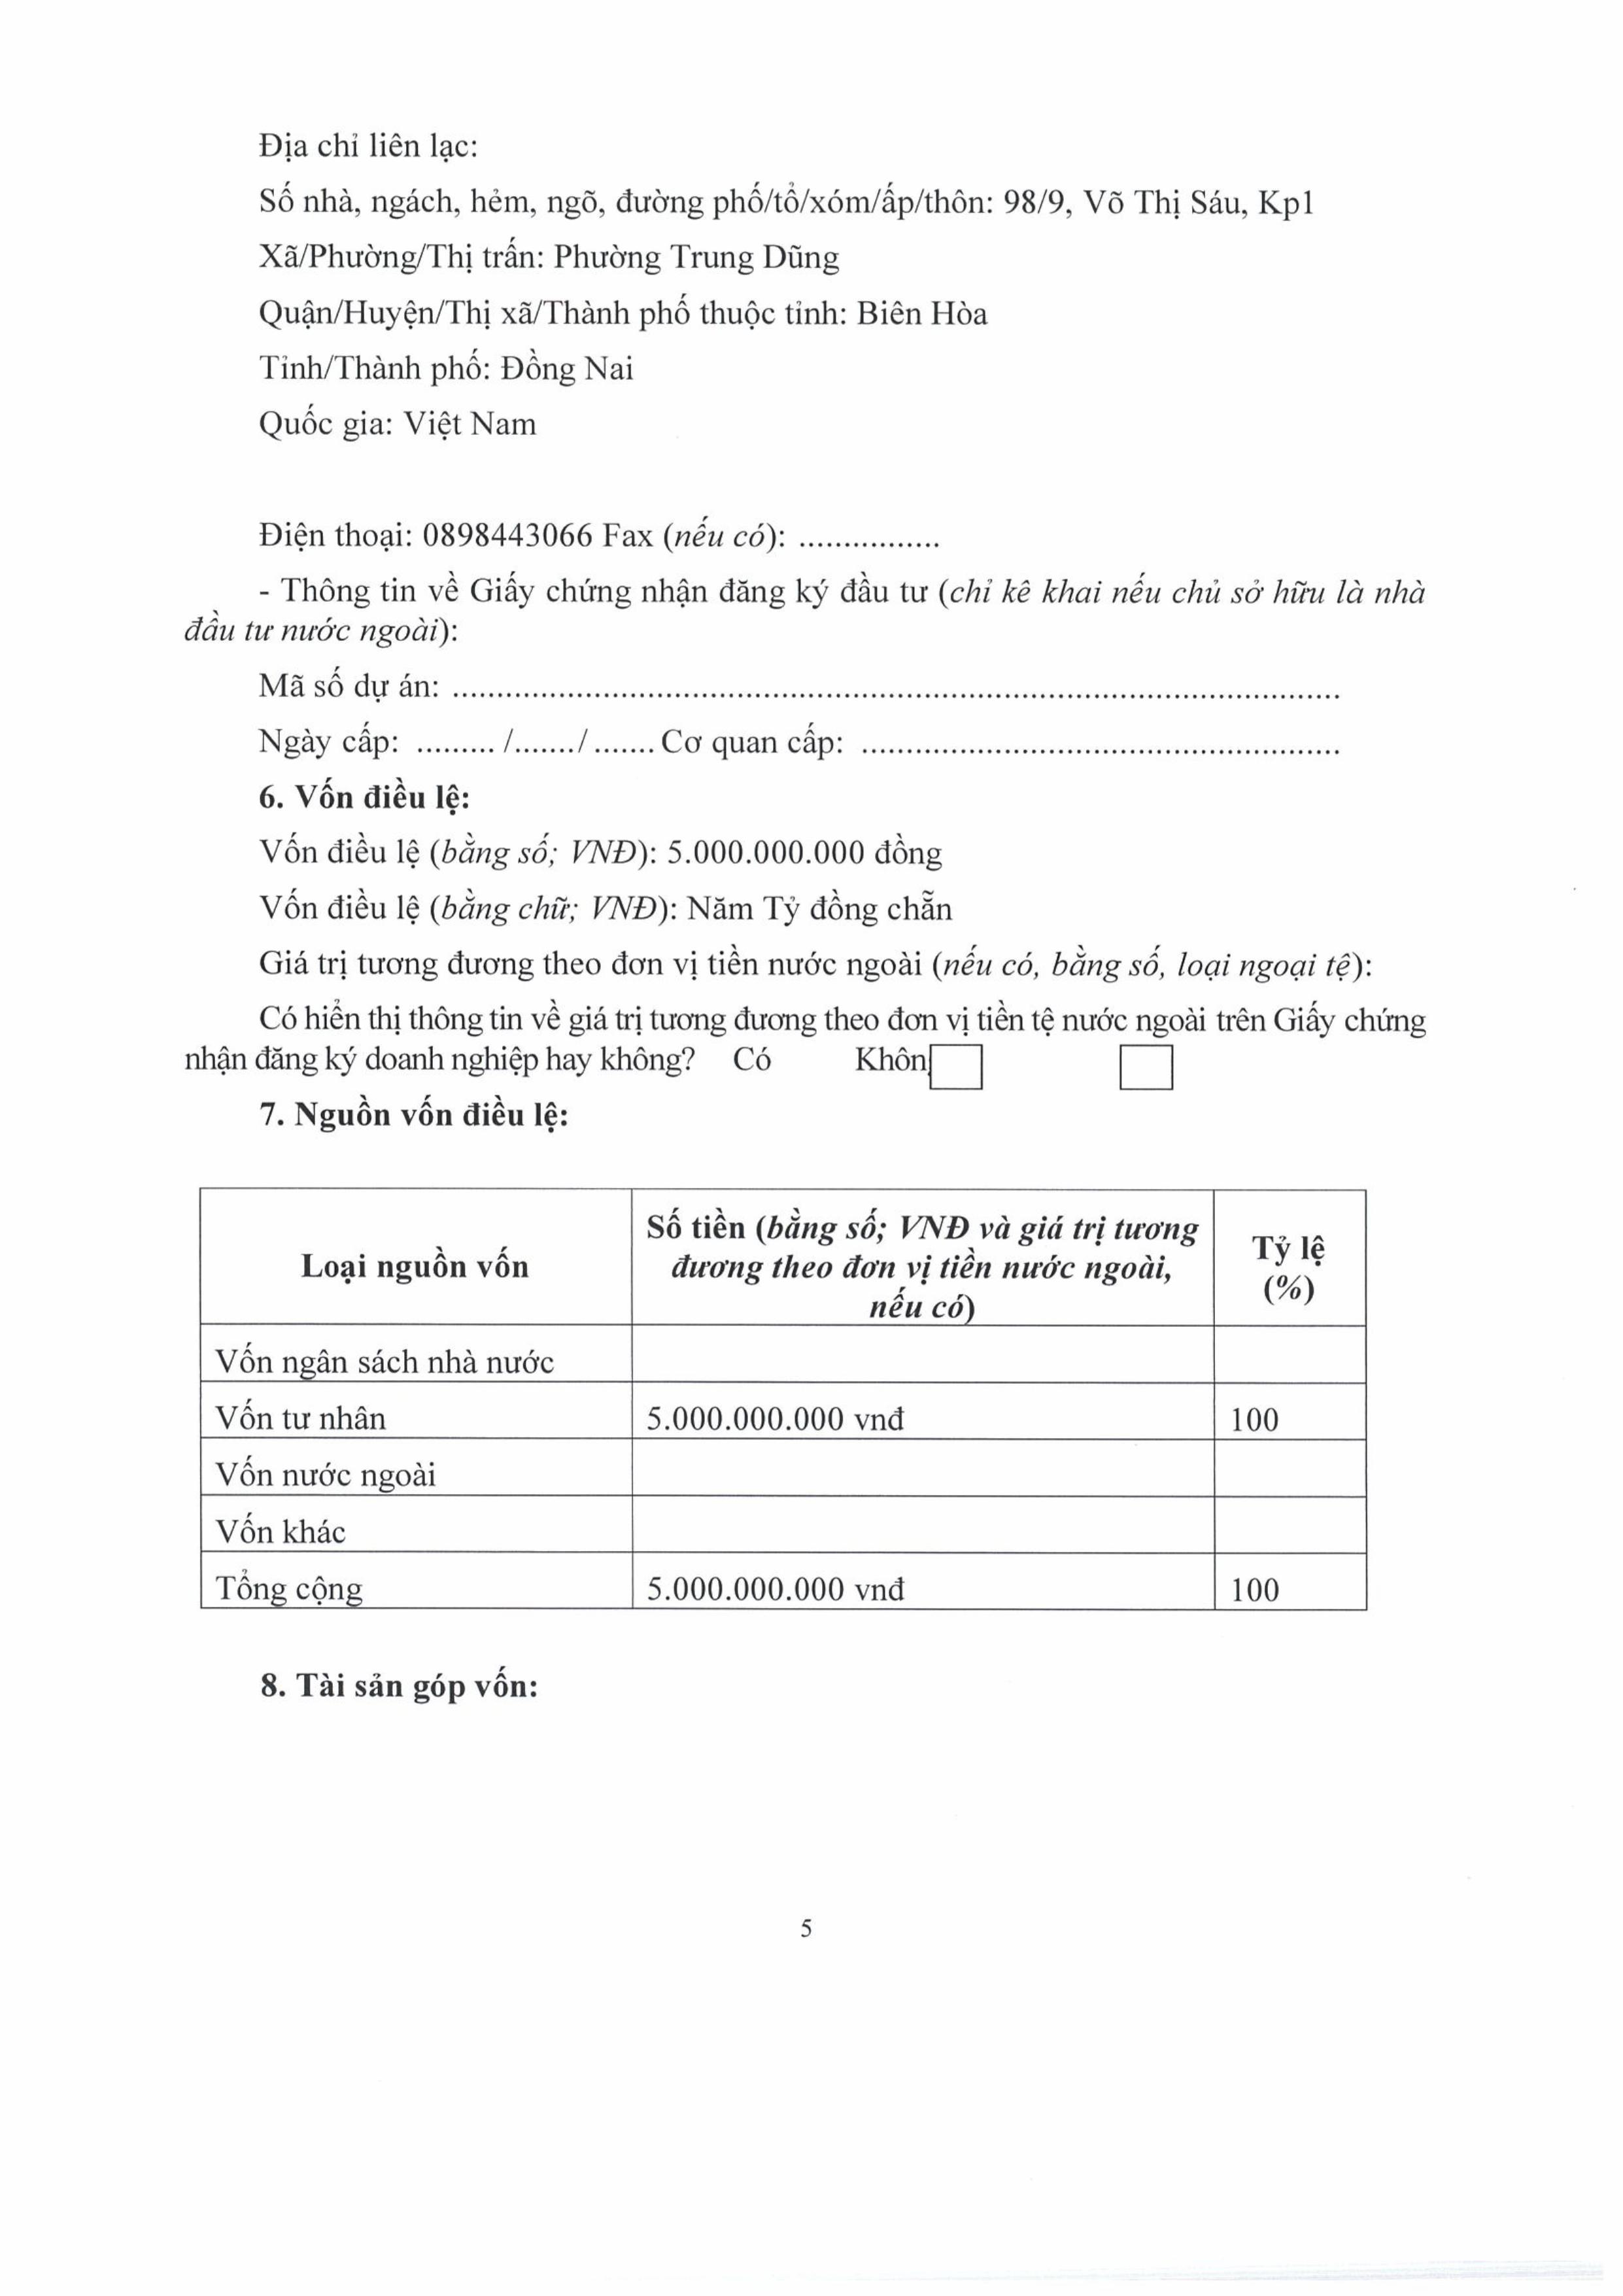 Địa chỉ liên lạc:
Số nhà, ngách, hẻm, ngõ, đường phố/tổ/xóm/ấp/thôn: 98/9, Võ Thị Sáu, Kp1
Xã/Phường/Thị trấn: Phường Trung Dũng
Quận/Huyện/Thị xã/Thành phố thuộc tỉnh: Biên Hòa
Tỉnh/Thành phố: Đồng Nai
Quốc gia: Việt Nam
Điện thoại: 0898443066 Fax (nếu có): ................
- Thông tin về Giấy chứng nhận đăng ký đầu tư (chỉ kê khai nếu chủ sở hữu là nhà
đầu tư nước ngoài):
Mã số dự án: ....................................................................................................
Ngày cấp: ......... /......./ ....... Cơ quan cấp: ......................................................
6. Vốn điều lệ:
Vốn điều lệ (bằng số; VNĐ): 5.000.000.000 đồng
Vốn điều lệ (bằng chữ; VNĐ): Năm Tỷ đồng chẵn
Giá trị tương đương theo đơn vị tiền nước ngoài (nếu có, bằng số, loại ngoại tệ):
Có hiển thị thông tin về giá trị tương đương theo đơn vị tiền tệ nước ngoài trên Giấy chứng
nhận đăng ký doanh nghiệp hay không? Có Khôn
7. Nguồn vốn điều lệ:
Loại nguồn vốn
Số tiền (bằng số; VNĐ và giá trị tương
đương theo đơn vị tiền nước ngoài,
nếu có)
Tỷ lệ
(%)
Vốn ngân sách nhà nước
Vốn tư nhân 5.000.000.000 vnđ 100
Vốn nước ngoài
Vốn khác
Tổng cộng 5.000.000.000 vnđ 100
8. Tài sản góp vốn:
5